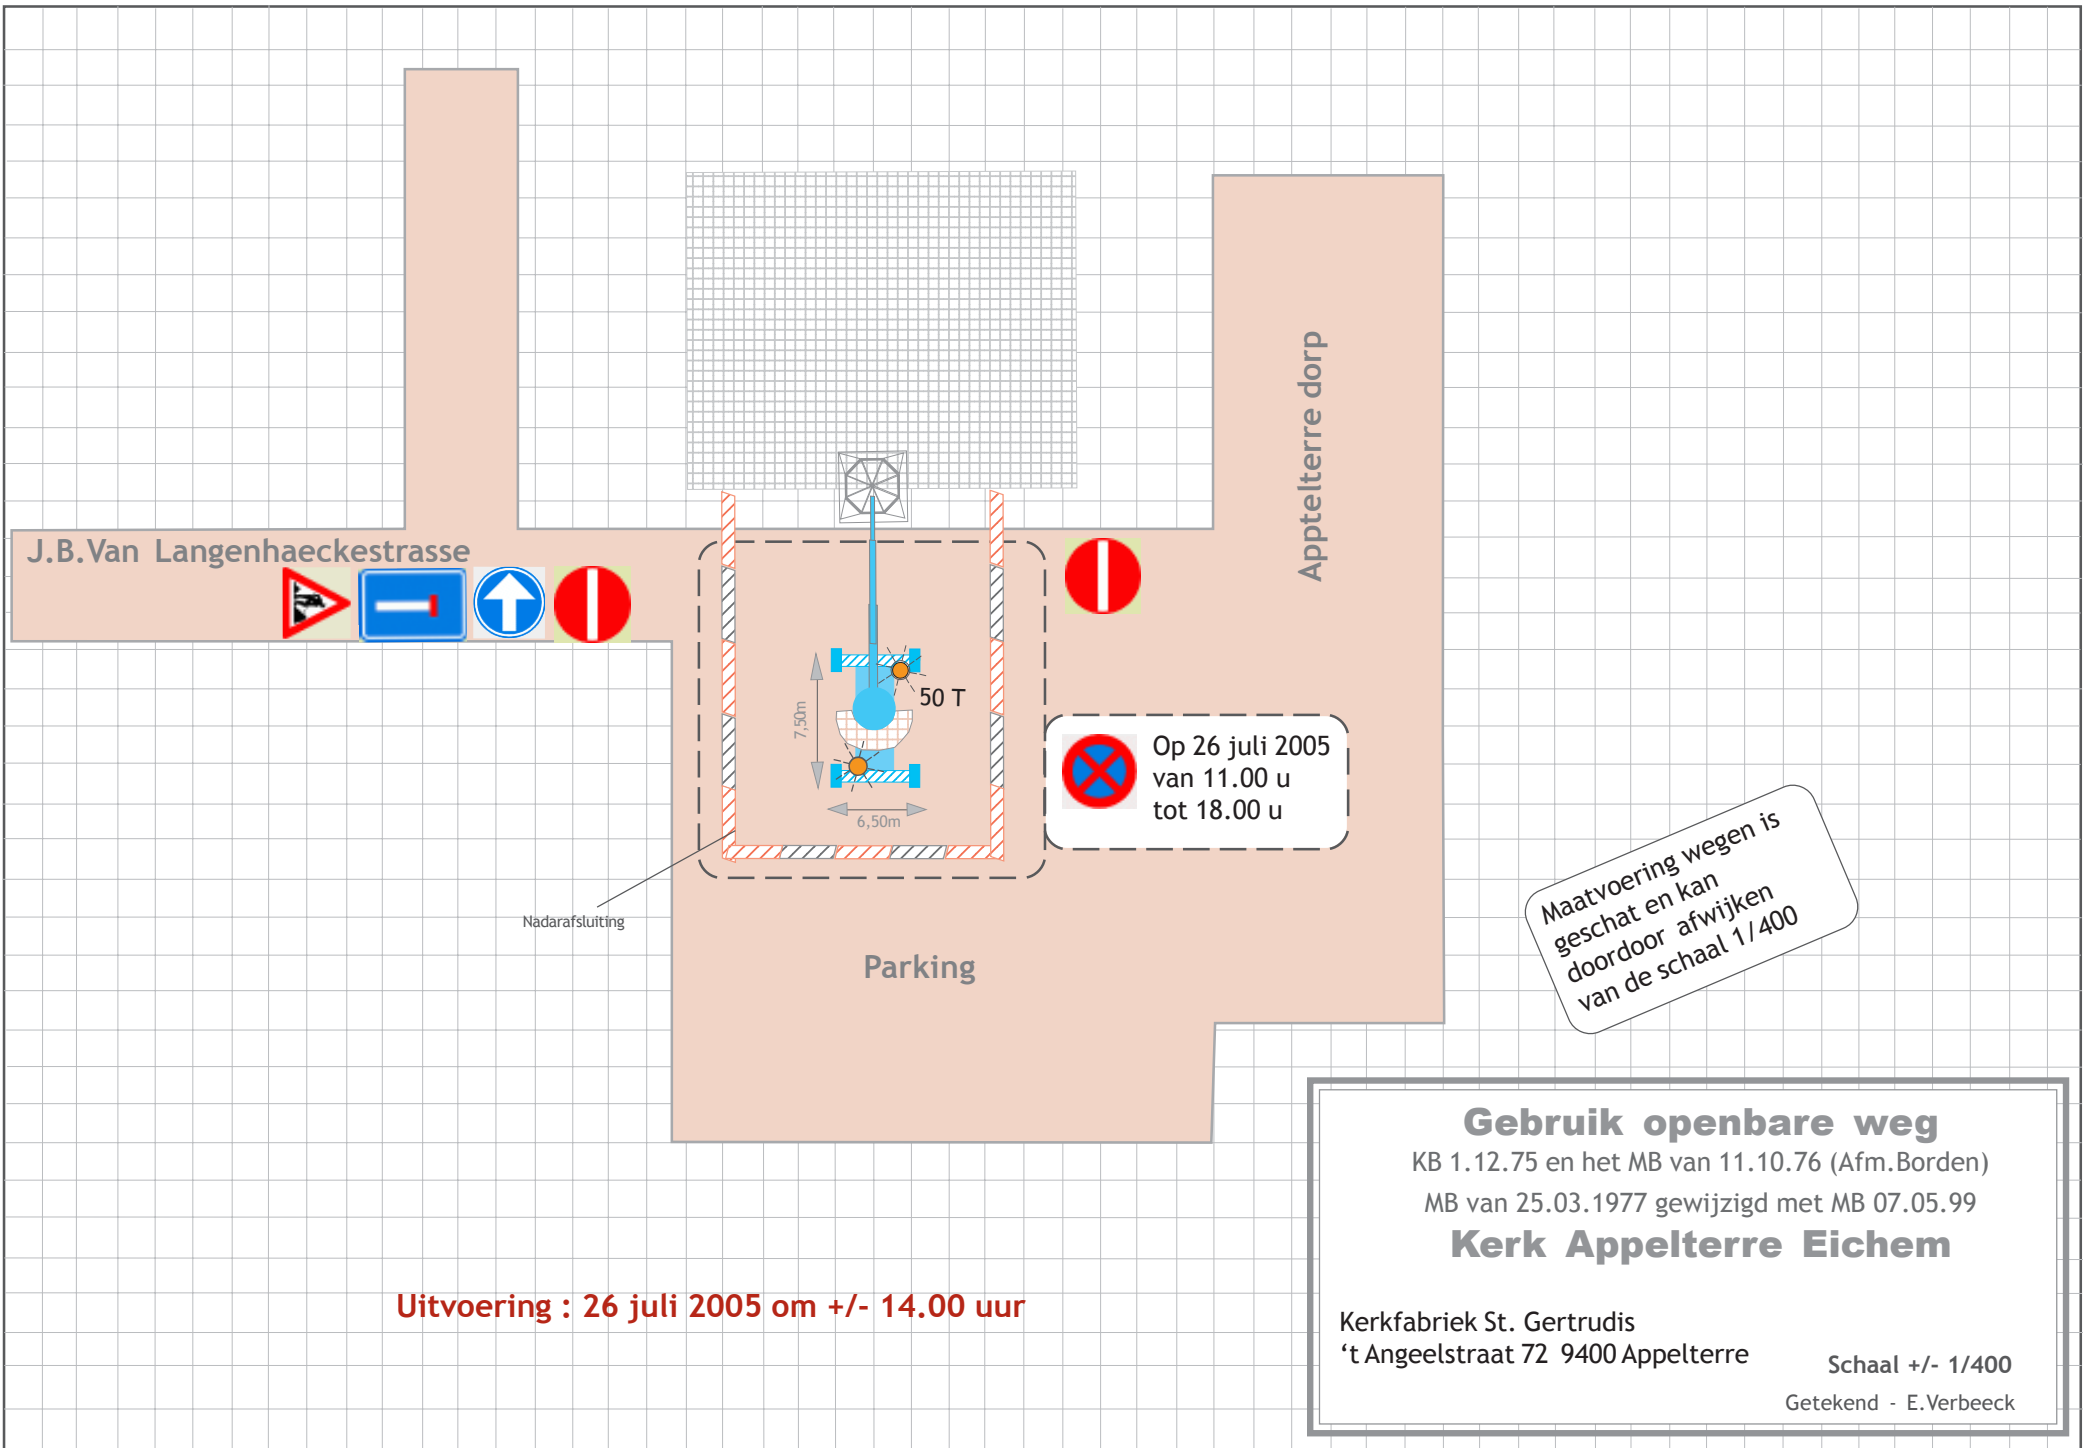 Appelterre dorp
J.B.Van Langenhaeckestrasse
50 T
7,50m
6,50m
Op 26 juli 2005
van 11.00 u
tot 18.00 u
Nadarafsluiting
Parking
Maatvoering wegen is
geschat en kan
doordoor afwijken
van de schaal 1/400
Gebruik openbare weg
KB 1.12.75 en het MB van 11.10.76 (Afm.Borden)
MB van 25.03.1977 gewijzigd met MB 07.05.99
Kerk Appelterre Eichem
Uitvoering : 26 juli 2005 om +/- 14.00 uur
Kerkfabriek St. Gertrudis
‘t Angeelstraat 72 9400 Appelterre
Schaal +/- 1/400
Getekend - E.Verbeeck